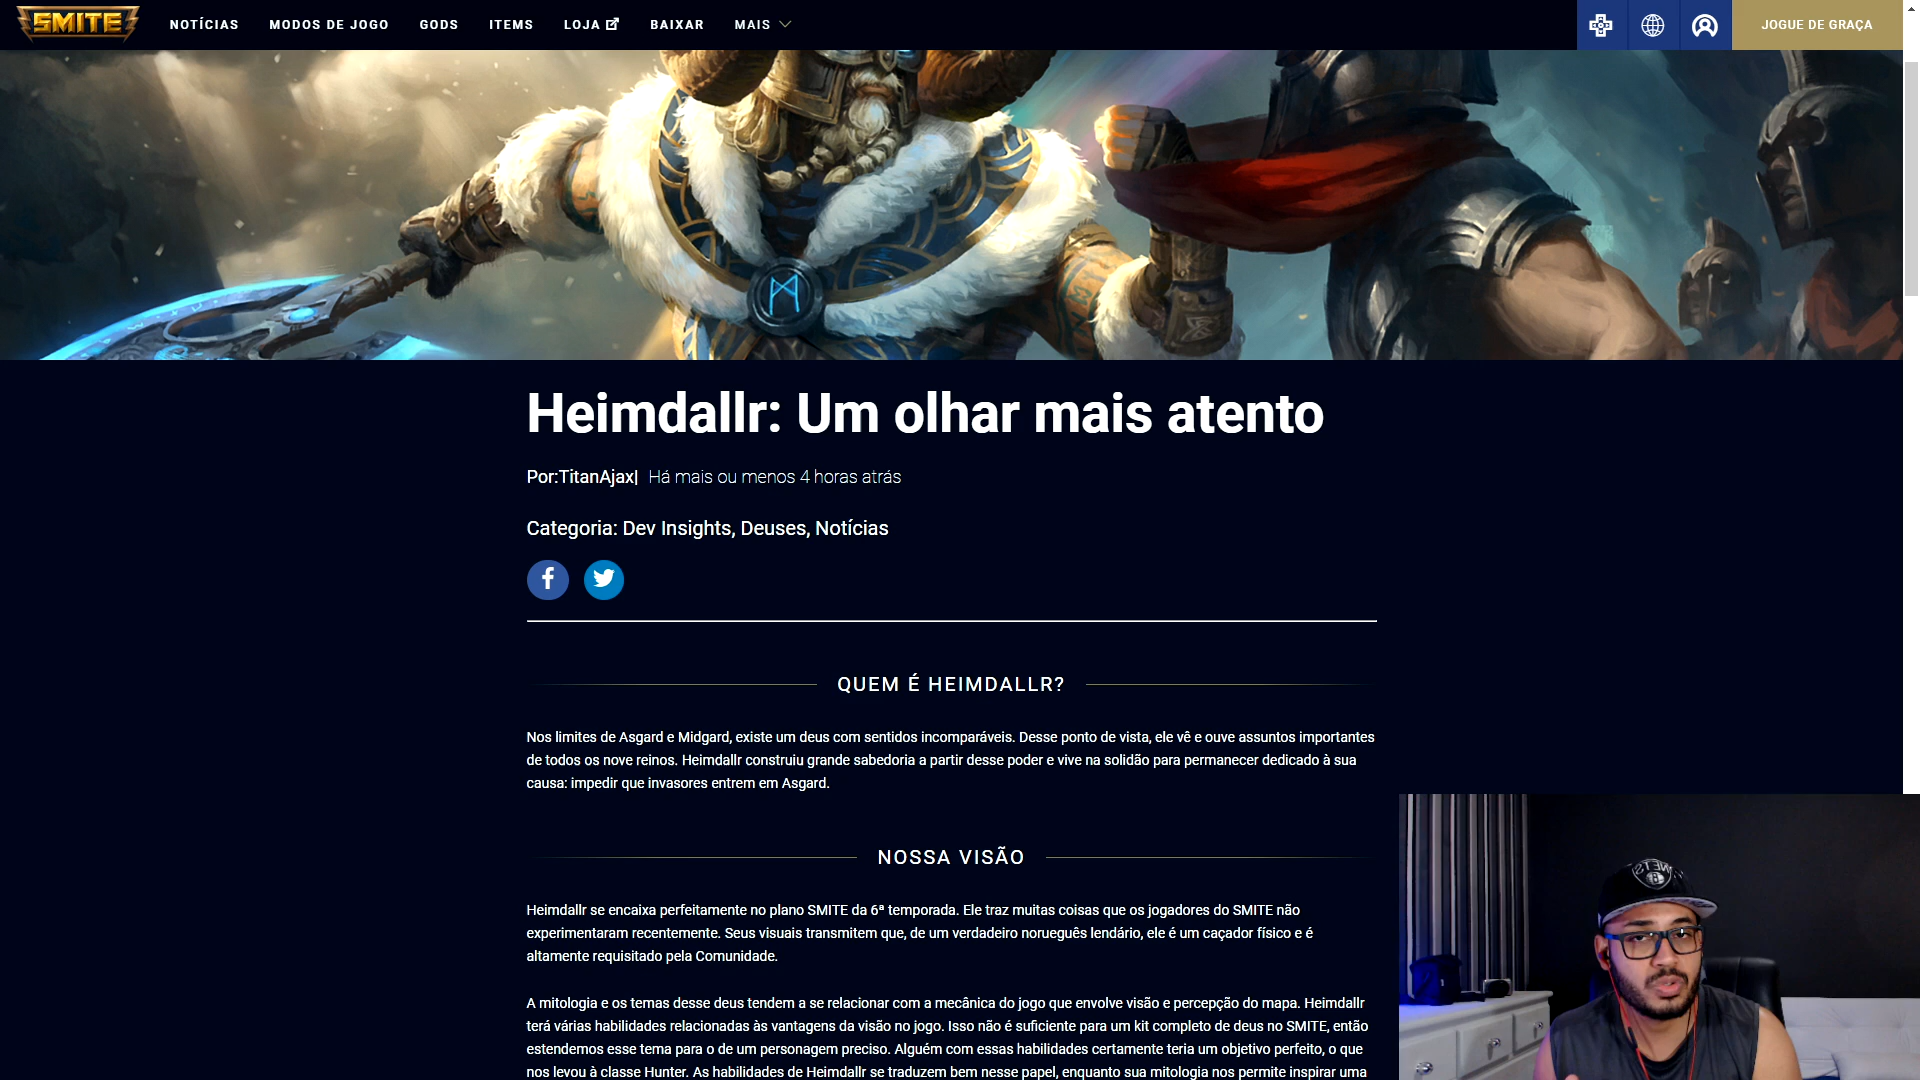 SMITE
NOTÍCIAS
MODOS DE JOGO
GODS
ITEMS
LOJA
BAIXAR
MAIS
JOGUE DE GRAÇA
Heimdallr: Um olhar mais atento
Por:TitanAjax| Há mais ou menos 4 horas atrás
Categoria: Dev Insights, Deuses, Notícias
QUEM É HEIMDALLR?
Nos limites de Asgard e Midgard, existe um deus com sentidos incomparáveis. Desse ponto de vista, ele vê e ouve assuntos importantes
de todos os nove reinos. Heimdallr construiu grande sabedoria a partir desse poder e vive na solidão para permanecer dedicado à sua
causa: impedir que invasores entrem em Asgard.
NOSSA VISÃO
Heimdallr se encaixa perfeitamente no plano SMITE da 6ª temporada. Ele traz muitas coisas que os jogadores do SMITE não
experimentaram recentemente. Seus visuais transmitem que, de um verdadeiro norueguês lendário, ele é um caçador físico e é
altamente requisitado pela Comunidade.
A mitologia e os temas desse deus tendem a se relacionar com a mecânica do jogo que envolve visão e percepção do mapa. Heimdallr
terá várias habilidades relacionadas às vantagens da visão no jogo. Isso não é suficiente para um kit completo de deus no SMITE, então
estendemos esse tema para o de um personagem preciso. Alguém com essas habilidades certamente teria um objetivo perfeito, o que
nos levou à classe Hunter. As habilidades de Heimdallr se traduzem bem nesse papel, enquanto sua mitologia nos permite inspirar uma
NETS
B